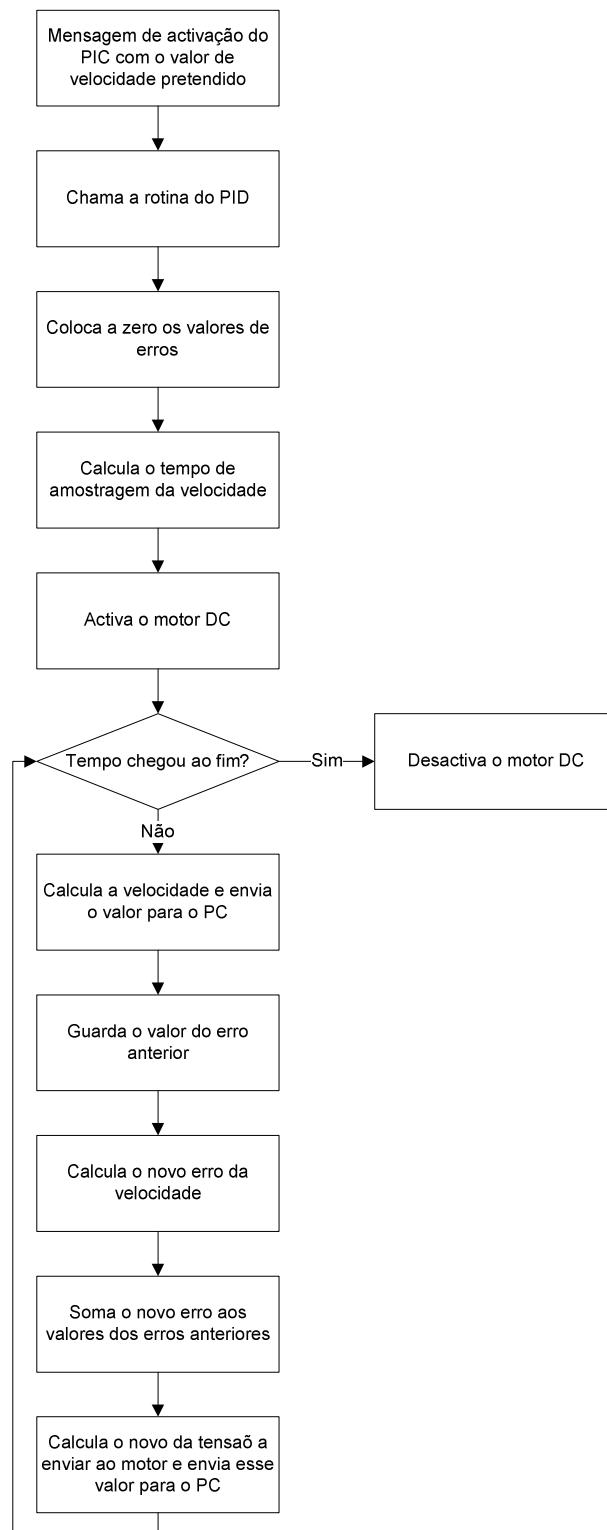 Mensagem de activação do
PIC com o valor de
velocidade pretendido
Chama a rotina do PID
Coloca a zero os valores de
erros
Calcula o tempo de
amostragem da velocidade
Activa o motor DC
Tempo chegou ao fim?
Sim
Desactiva o motor DC
Não
Calcula a velocidade e envia
o valor para o PC
Guarda o valor do erro
anterior
Calcula o novo erro da
velocidade
Soma o novo erro aos
valores dos erros anteriores
Calcula o novo da tensaõ a
enviar ao motor e envia esse
valor para o PC